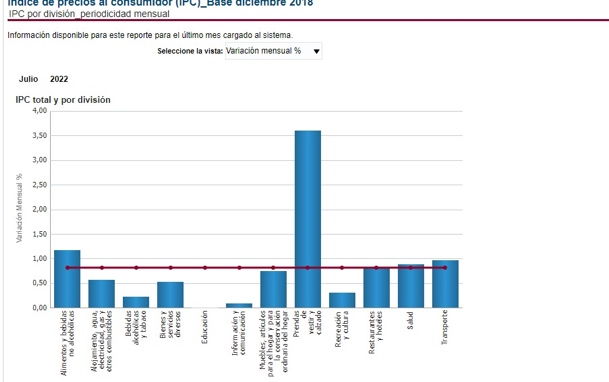 Índice de precios al consumidor (IPC)_Base diciembre 2018
IPC por división_periodicidad mensual
Información disponible para este reporte para el último mes cargado al sistema.
Seleccione la vista: Variación mensual %
Julio 2022
IPC total y por división
Variación Mensual %
4,00
3,50
3,00
2,50
2,00
1,50
1,00
0,50
0,00
Alimentos y bebidas
no alcohólicas
Alojamiento, agua,
electricidad, gas y
otros combustibles
Bebidas
alcohólicas
y tabaco
Bienes y
servicios
diversos
Educación
Información y
comunicación
Muebles, artículos
para el hogar y para
la conservación
ordinaria del hogar
Prendas
de
vestir y
calzado
Recreación
y cultura
Restaurantes
y hoteles
Salud
Transporte